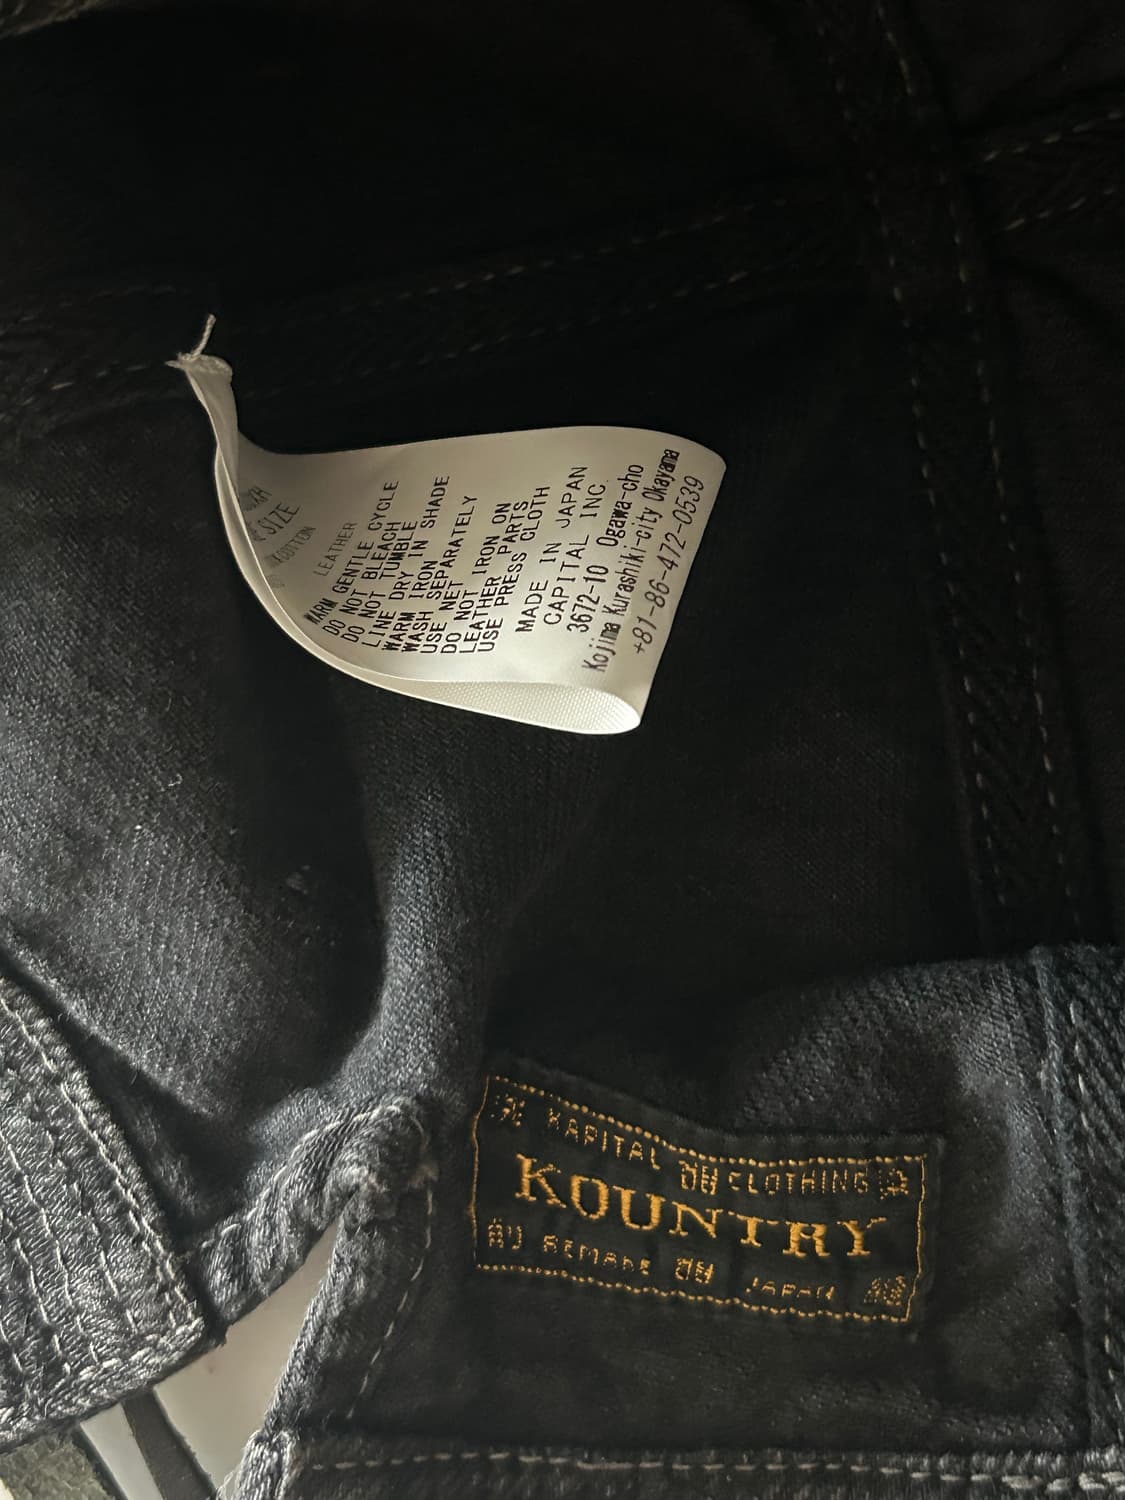 SIZE
LEATHER
WARM GENTLE CYCLE
DO NOT BLEACH
DO NOT TUMBLE
LINE DRY IN SHADE
WARM IRON
WASH SEPARATELY
USE NET
DO NOT IRON ON
LEATHER PARTS
USE PRESS CLOTH
MADE IN JAPAN
CAPITAL INC.
3672-10 Ogawa-cho
Kojima Kurashiki-city Okayama
+81-86-472-0539
KAPITAL CLOTHING
KOUNTRY
REMADE JAPAN